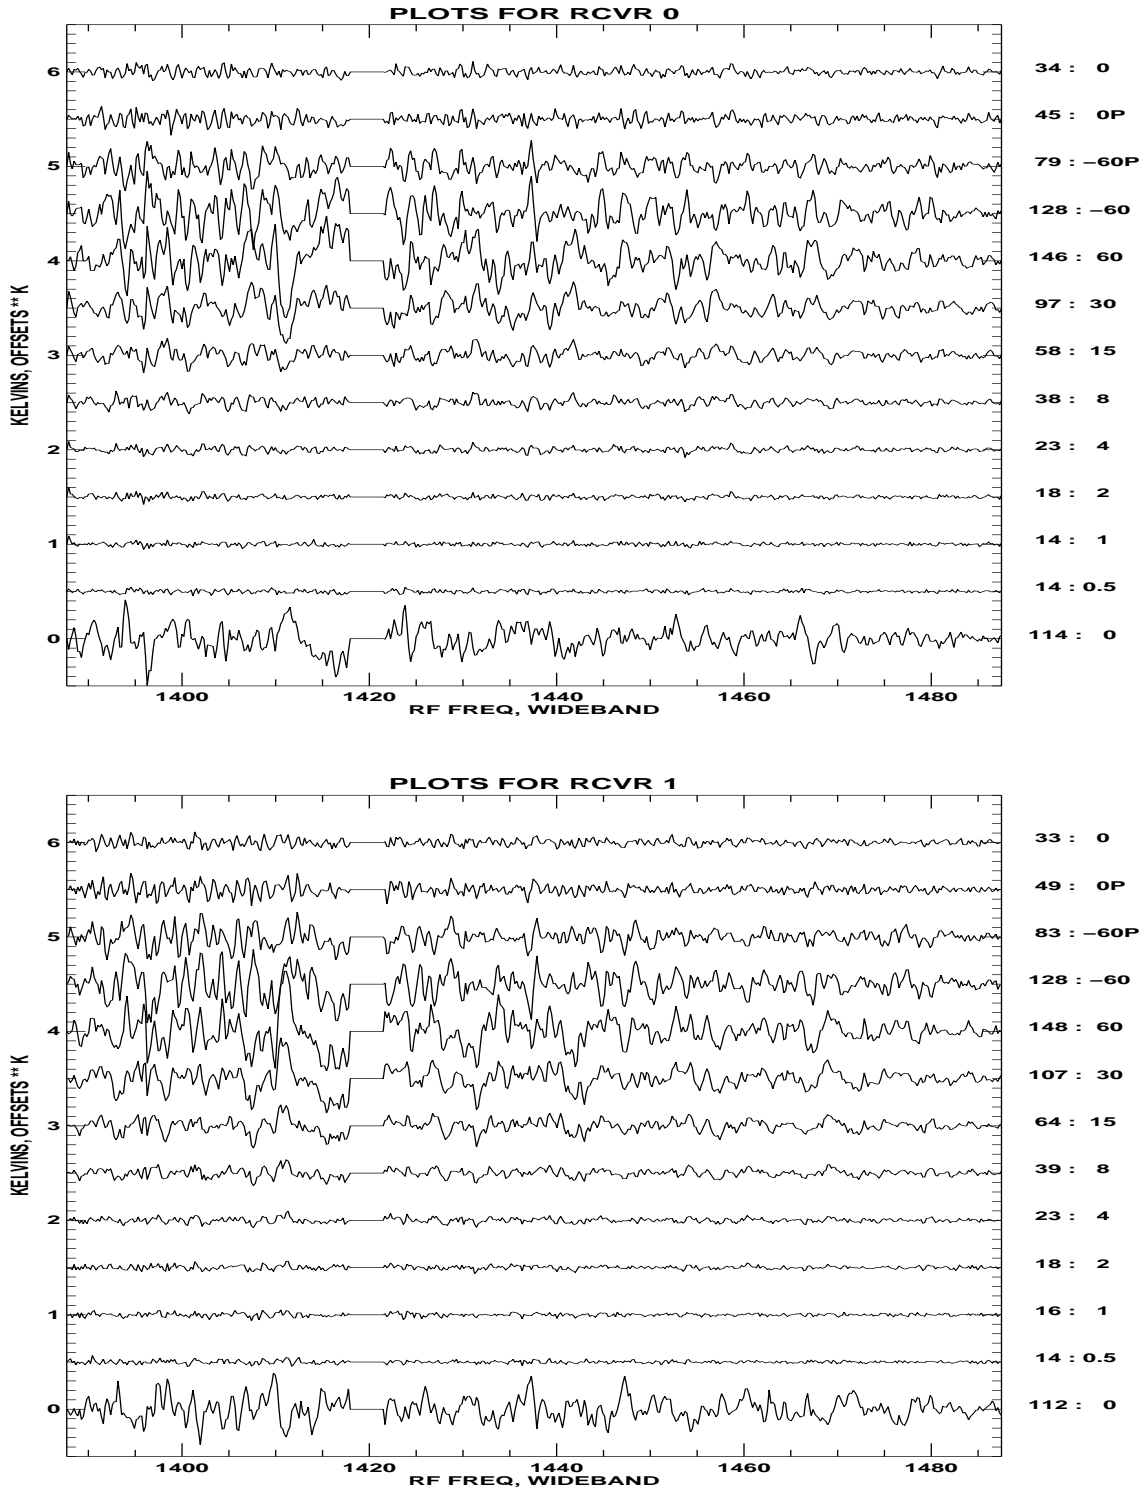 PLOTS FOR RCVR 0
6
34 : 0
45 : 0P
5
79 : −60P
128 : −60
4
146 : 60
97 : 30
3
58 : 15
38 : 8
2
23 : 4
18 : 2
1
14 : 1
14 : 0.5
0
114 : 0
KELVINS, OFFSETS ** K
1400 1420 1440 1460 1480
RF FREQ, WIDEBAND
PLOTS FOR RCVR 1
6
33 : 0
49 : 0P
5
83 : −60P
128 : −60
4
148 : 60
107 : 30
3
64 : 15
39 : 8
2
23 : 4
18 : 2
1
16 : 1
14 : 0.5
0
112 : 0
KELVINS, OFFSETS ** K
1400 1420 1440 1460 1480
RF FREQ, WIDEBAND